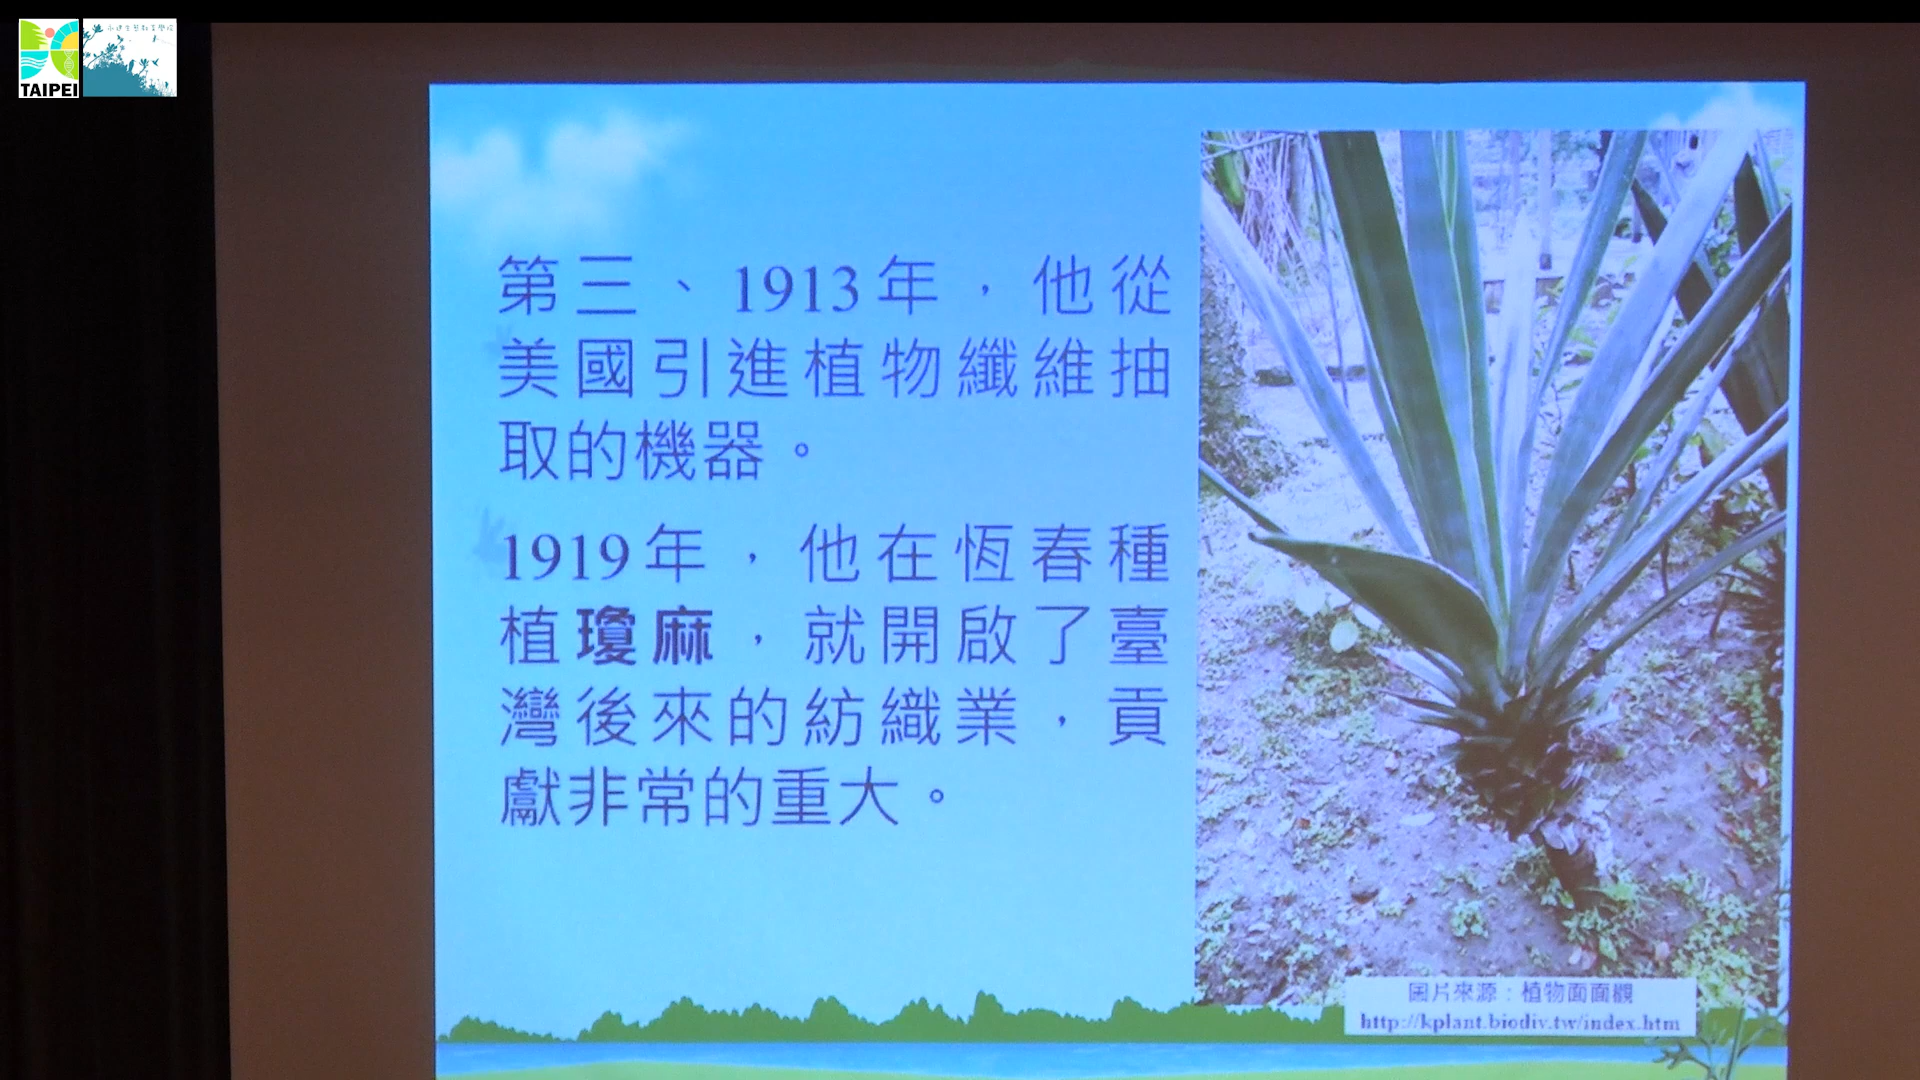 TAIPEI
第三、1913年，他從
美國引進植物纖維抽
取的機器。
1919年，他在恆春種
植瓊麻，就開啟了臺
灣後來的紡織業，貢
獻非常的重大。
圖片來源：植物面面觀
http://kplant.biodiv.tw/index.htm